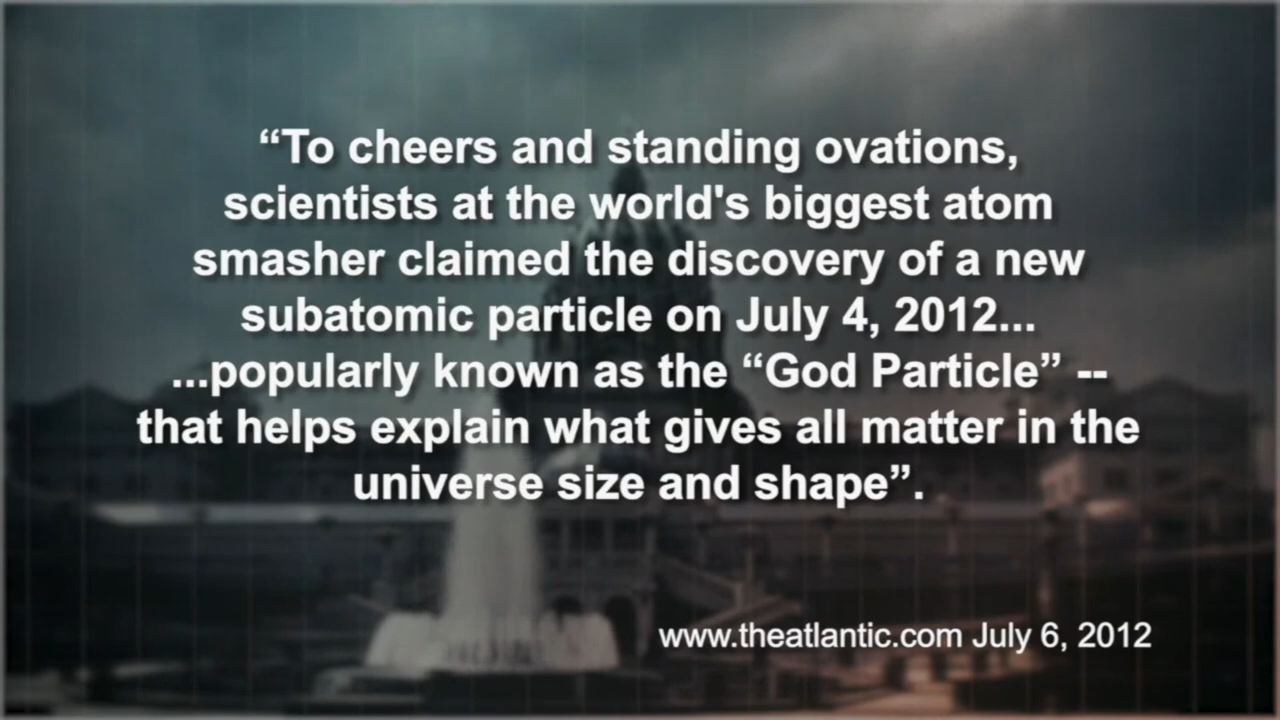 “To cheers and standing ovations,
scientists at the world's biggest atom
smasher claimed the discovery of a new
subatomic particle on July 4, 2012...
...popularly known as the “God Particle” --
that helps explain what gives all matter in the
universe size and shape”.
www.theatlantic.com July 6, 2012